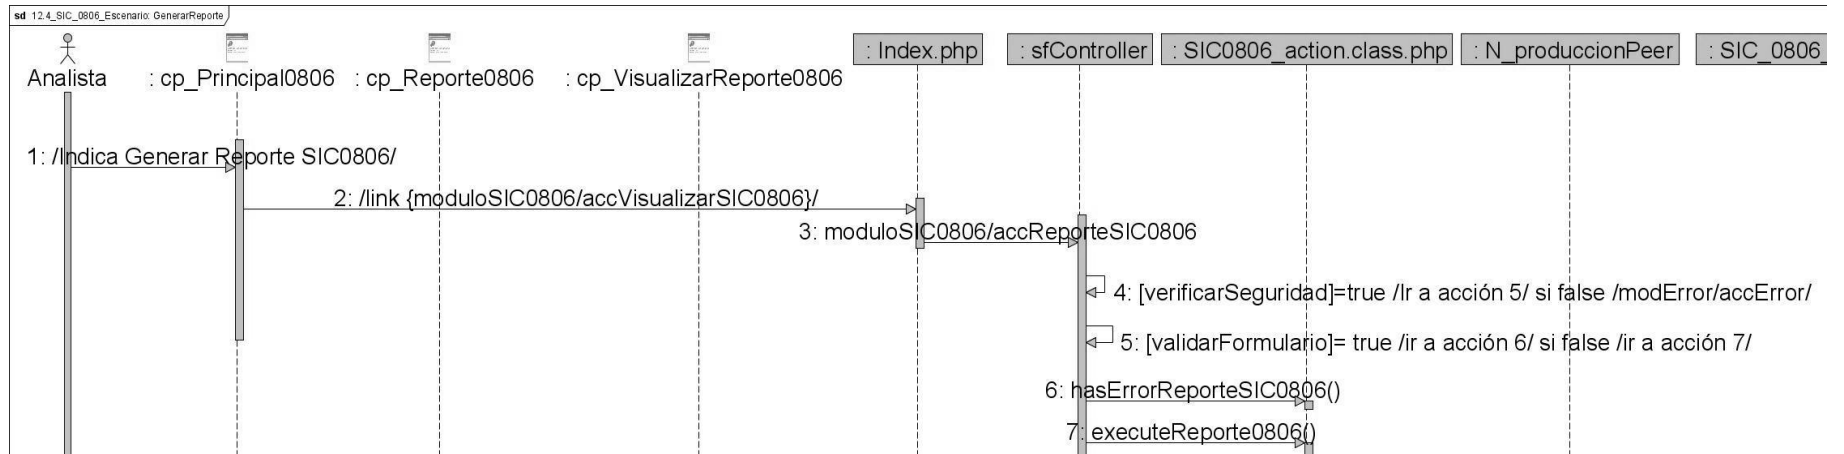 sd 12.4_SIC_0806_Escenario: GenerarReporte
Analista
: cp_Principal0806
: cp_Reporte0806
: cp_VisualizarReporte0806
: Index.php
: sfController
: SIC0806_action.class.php
: N_produccionPeer
: SIC_0806_
1: /Indica Generar Reporte SIC0806/
2: /link {moduloSIC0806/accVisualizarSIC0806}/
3: moduloSIC0806/accReporteSIC0806
4: [verificarSeguridad]=true /Ir a acción 5/ si false /modError/accError/
5: [validarFormulario]= true /ir a acción 6/ si false /ir a acción 7/
6: hasErrorReporteSIC0806()
7: executeReporte0806()